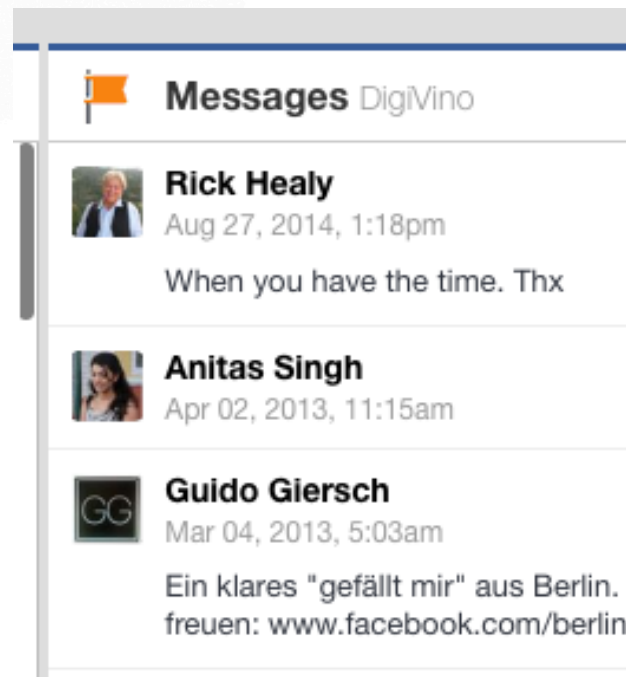 Messages DigiVino
Rick Healy
Aug 27, 2014, 1:18pm
When you have the time. Thx
Anitas Singh
Apr 02, 2013, 11:15am
GG
Guido Giersch
Mar 04, 2013, 5:03am
Ein klares "gefällt mir" aus Berlin.
freuen: www.facebook.com/berlin